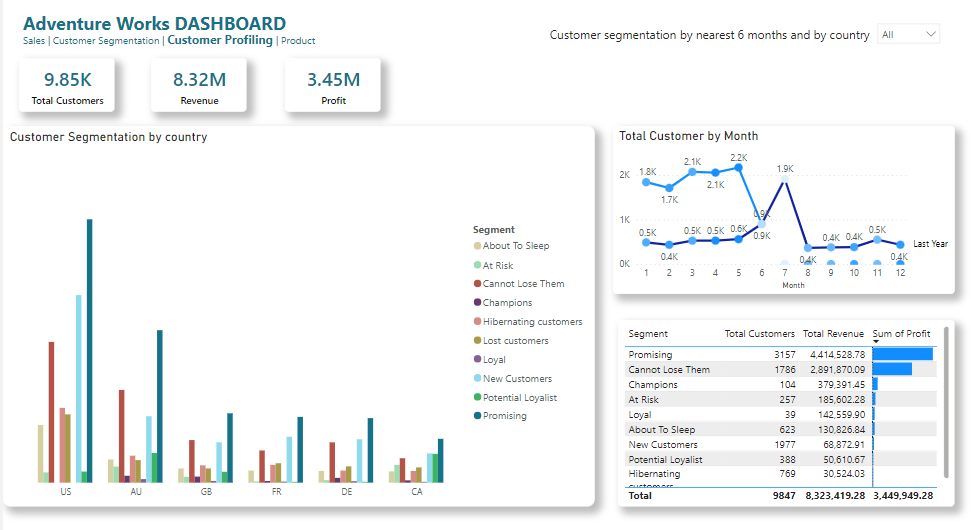 Adventure Works DASHBOARD
Sales | Customer Segmentation | Customer Profiling | Product
Customer segmentation by nearest 6 months and by country
All
9.85K
Total Customers
8.32M
Revenue
3.45M
Profit
Customer Segmentation by country
Segment
About To Sleep
At Risk
Cannot Lose Them
Champions
Hibernating customers
Lost customers
Loyal
New Customers
Potential Loyalist
Promising
US AU GB FR DE CA
Total Customer by Month
2K
1K
0K
1.8K 1.7K 2.1K 2.1K 2.2K 0.9K 1.9K
0.5K 0.4K 0.5K 0.5K 0.6K 0.9K 0.4K 0.4K 0.4K 0.5K 0.4K
Last Year
1 2 3 4 5 6 7 8 9 10 11 12
Month
Segment Total Customers Total Revenue Sum of Profit
Promising 3157 4,414,528.78
Cannot Lose Them 1786 2,891,870.09
Champions 104 379,391.45
At Risk 257 185,602.28
Loyal 39 142,559.90
About To Sleep 623 130,826.84
New Customers 1977 68,872.91
Potential Loyalist 388 50,610.67
Hibernating 769 30,524.03
customers
Total 9847 8,323,419.28 3,449,949.28